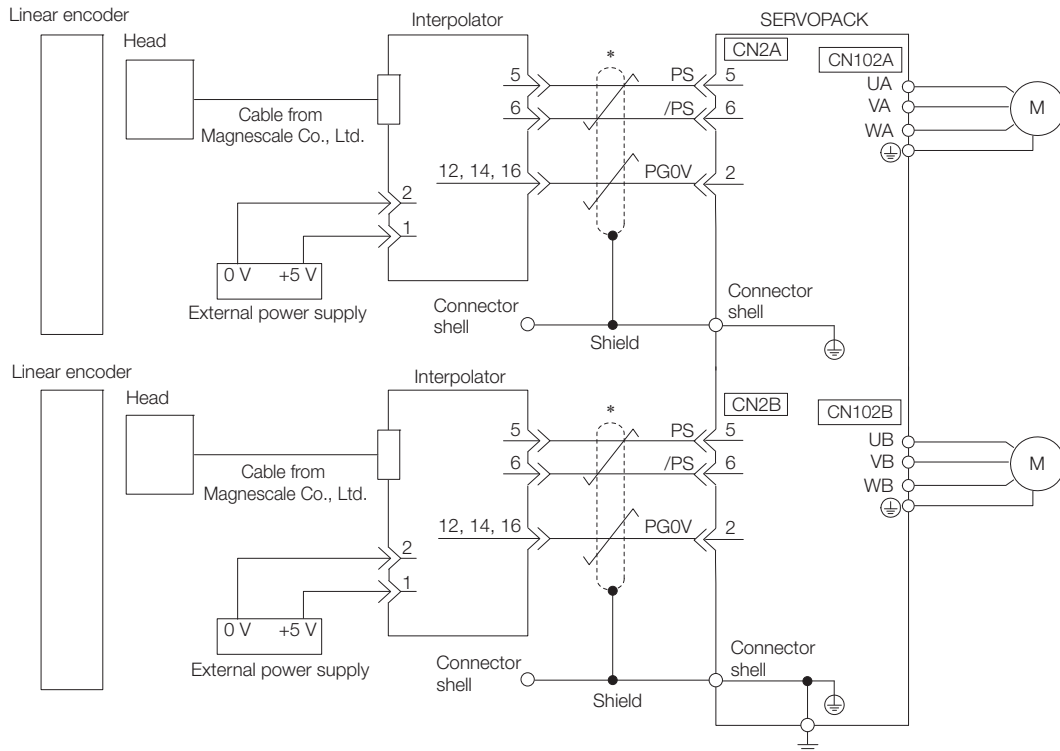 Linear encoder
Head
Interpolator
SERVOPACK
CN2A
CN102A
*
5
PS
5
6
/PS
6
UA
VA
WA
M
Cable from
Magnescale Co., Ltd.
12, 14, 16
PG0V
2
2
1
0 V
+5 V
External power supply
Connector
shell
Shield
Connector
shell
Linear encoder
Head
Interpolator
CN2B
CN102B
*
5
PS
5
6
/PS
6
UB
VB
WB
M
Cable from
Magnescale Co., Ltd.
12, 14, 16
PG0V
2
2
1
0 V
+5 V
External power supply
Connector
shell
Shield
Connector
shell